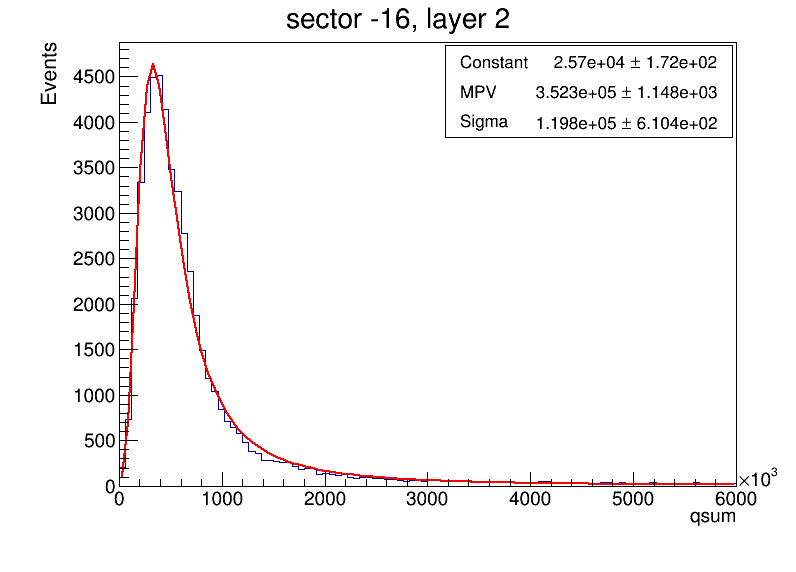 sector -16, layer 2
Events
Constant 2.57e+04 ± 1.72e+02
MPV 3.523e+05 ± 1.148e+03
Sigma 1.198e+05 ± 6.104e+02
4500
4000
3500
3000
2500
2000
1500
1000
500
0
0 1000 2000 3000 4000 5000 6000
×10³
qsum